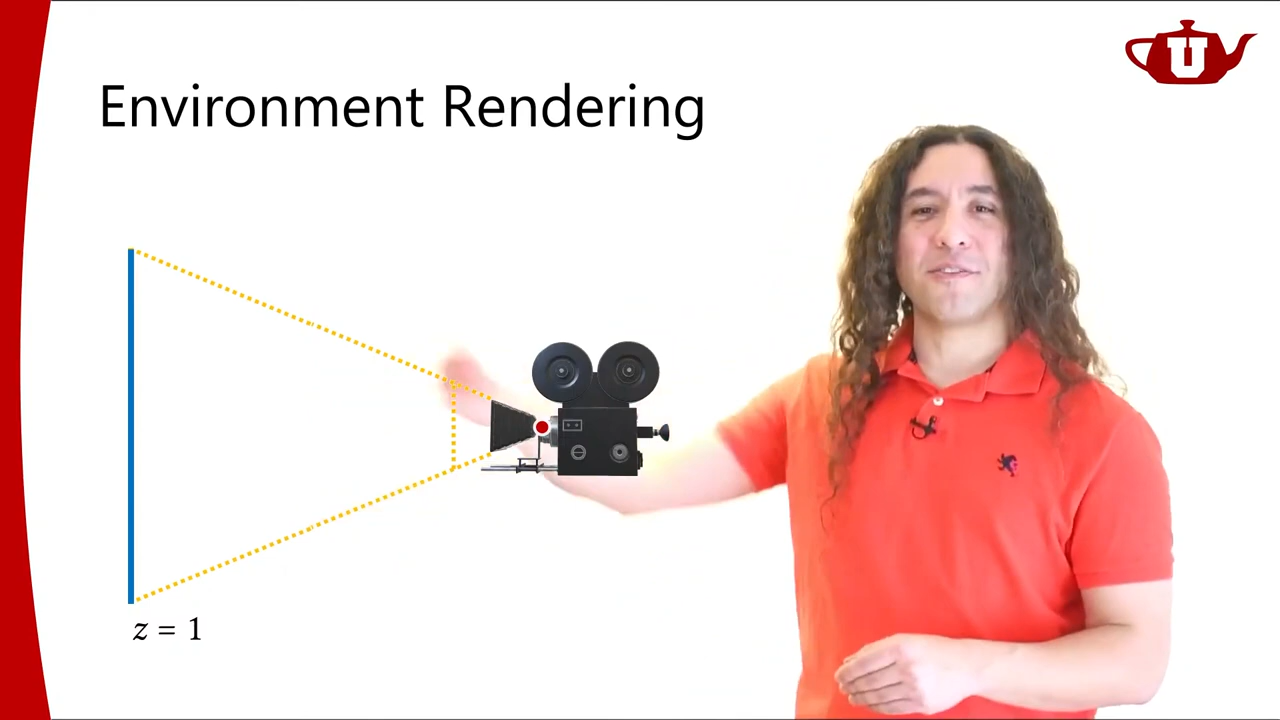 U
Environment Rendering
z = 1